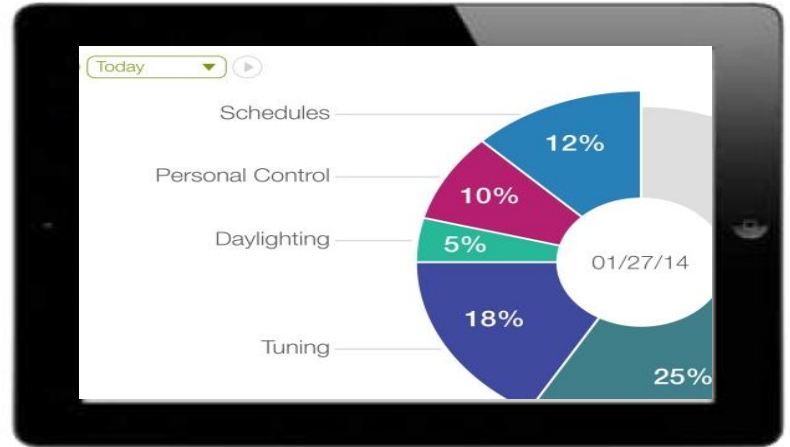 Today
Schedules
12%
Personal Control
10%
Daylighting
5%
01/27/14
18%
Tuning
25%